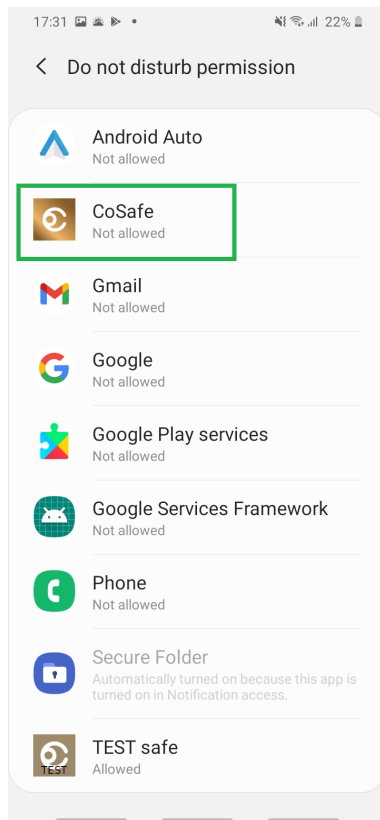 17:31 22%
Do not disturb permission
Android Auto
Not allowed
CoSafe
Not allowed
Gmail
Not allowed
Google
Not allowed
Google Play services
Not allowed
Google Services Framework
Not allowed
Phone
Not allowed
Secure Folder
Automatically turned on because this app is
turned on in Notification access.
TEST safe
TEST
Allowed